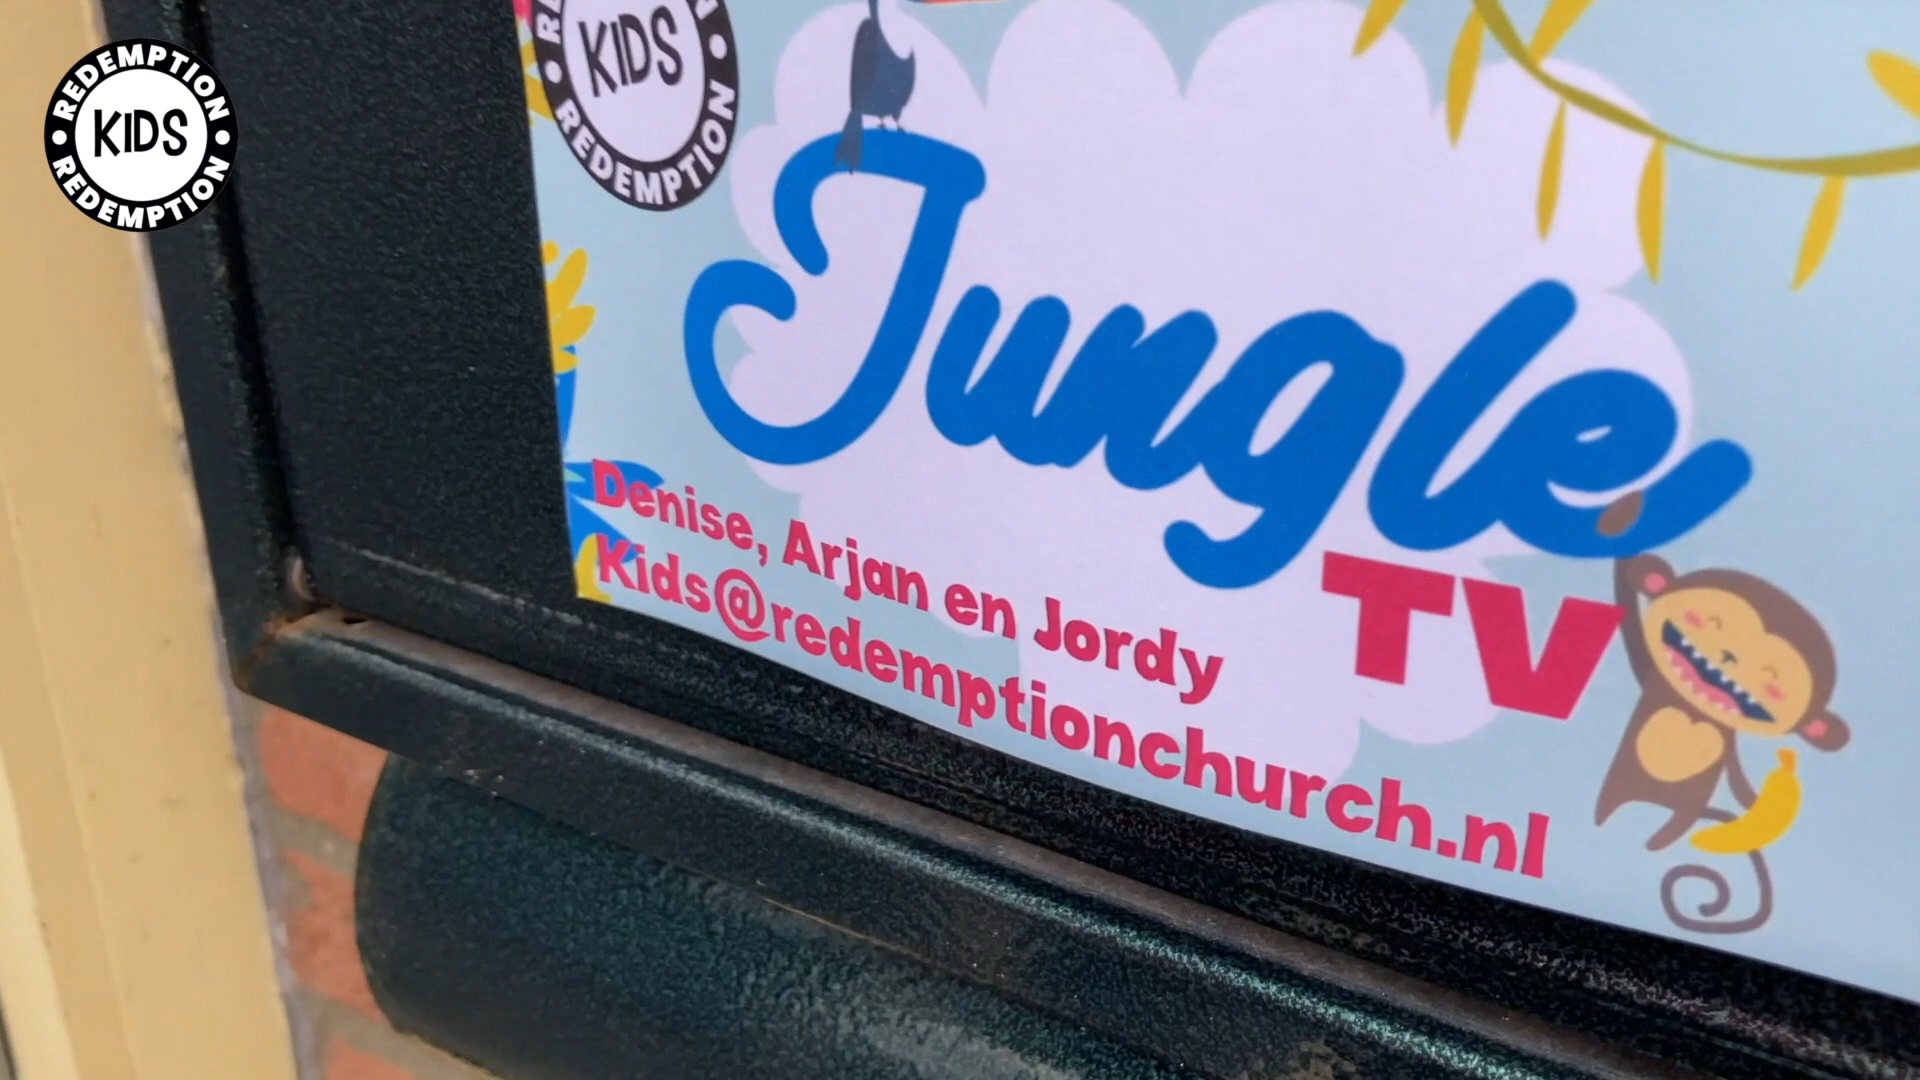 REDEMPTION
KIDS
REDEMPTION
KIDS
REDEMPTION
Jungle
TV
Denise, Arjan en Jordy
Kids@redemptionchurch.nl